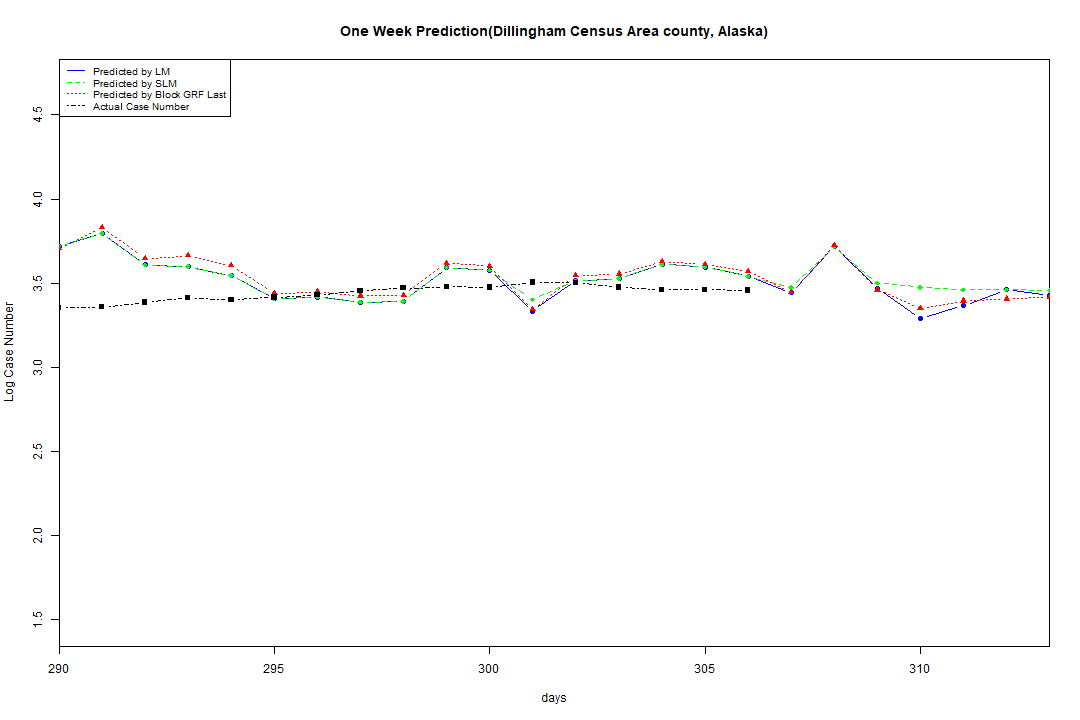 One Week Prediction(Dillingham Census Area county, Alaska)
Predicted by LM
Predicted by SLM
Predicted by Block GRF Last
Actual Case Number
4.5
4.0
3.5
3.0
2.5
2.0
1.5
Log Case Number
290 295 300 305 310
days